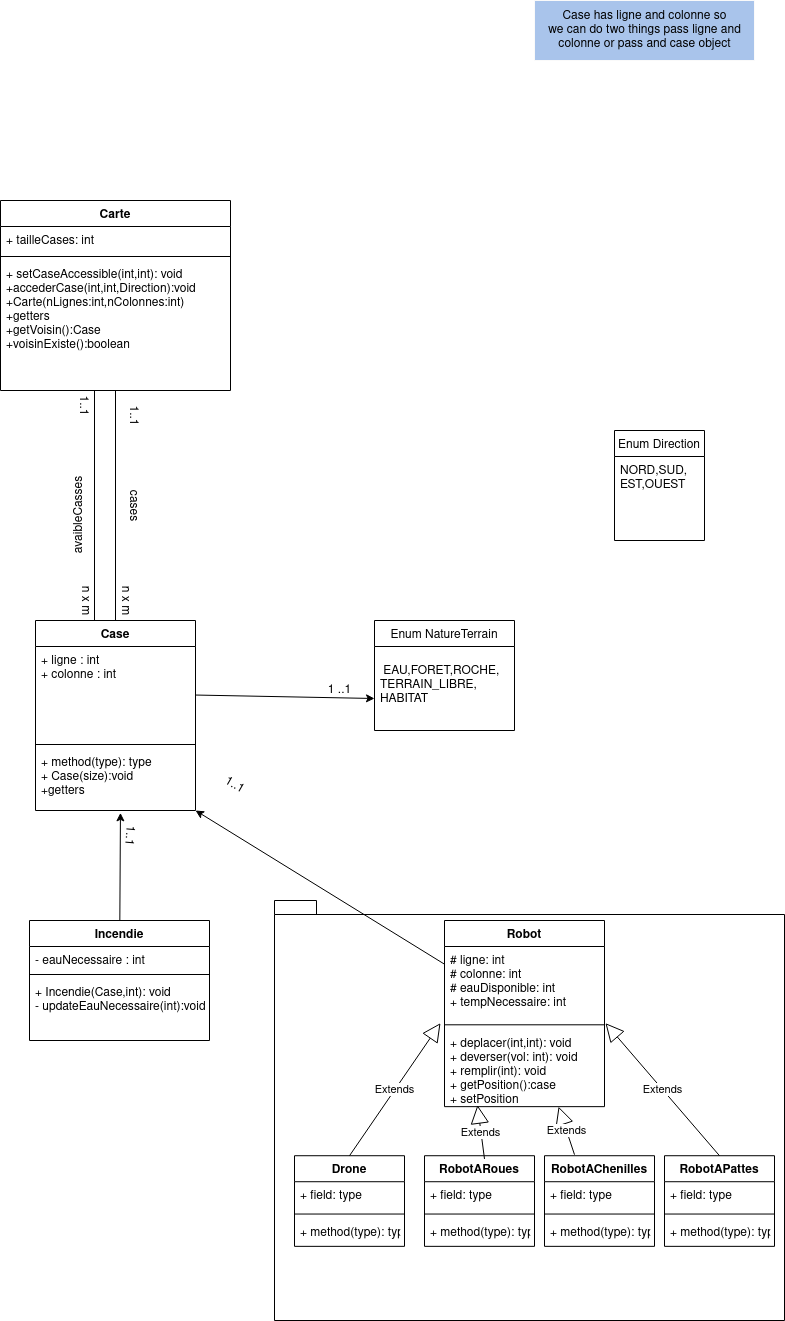 Case has ligne and colonne so
we can do two things pass ligne and
colonne or pass and case object
Carte
+ tailleCases: int
+ setCaseAccessible(int,int): void
+accederCase(int,int,Direction):void
+Carte(nLignes:int,nColonnes:int)
+getters
+getVoisin():Case
+voisinExiste():boolean
1..1
1..1
avaibleCasses
cases
n x m
n x m
Enum Direction
NORD,SUD,
EST,OUEST
Case
+ ligne : int
+ colonne : int
+ method(type): type
+ Case(size):void
+getters
1 ..1
Enum NatureTerrain
EAU,FORET,ROCHE,
TERRAIN_LIBRE,
HABITAT
1..1
1..1
Incendie
- eauNecessaire : int
+ Incendie(Case,int): void
- updateEauNecessaire(int):void
Robot
# ligne: int
# colonne: int
# eauDisponible: int
+ tempNecessaire: int
+ deplacer(int,int): void
+ deverser(vol: int): void
+ remplir(int): void
+ getPosition():case
+ setPosition
Extends
Extends
Extends
Extends
Drone
+ field: type
+ method(type): typ
RobotARoues
+ field: type
+ method(type): typ
RobotAChenilles
+ field: type
+ method(type): typ
RobotAPattes
+ field: type
+ method(type): typ